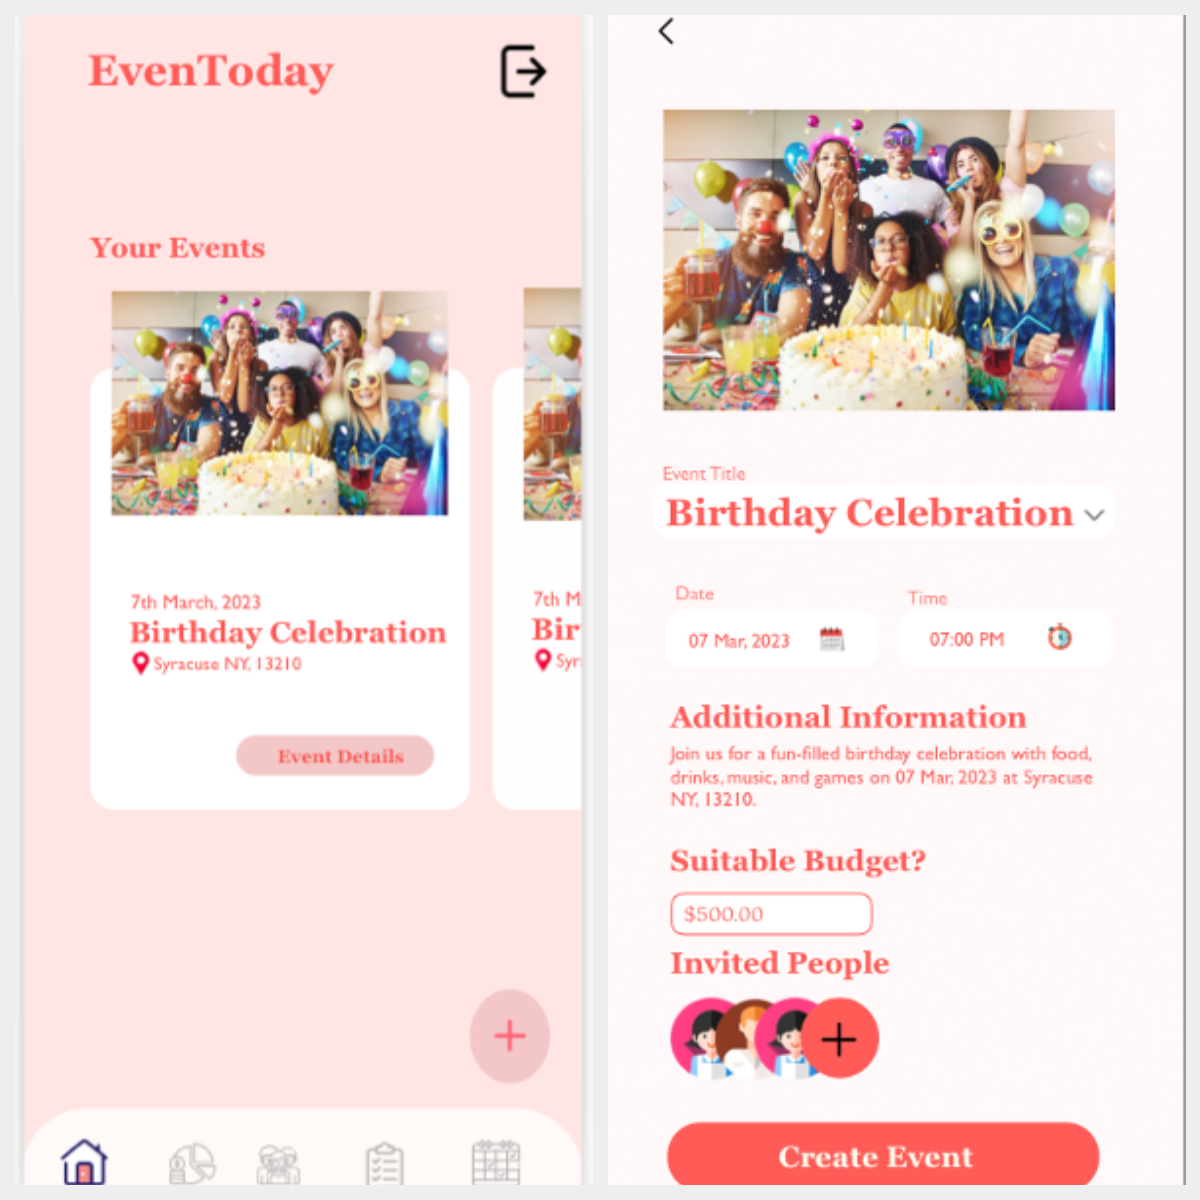 EvenToday
Your Events
7th March, 2023
Birthday Celebration
Syracuse NY, 13210
Event Details
7th M
Bir
Syr
Event Title
Birthday Celebration
Date
Time
07 Mar, 2023
07:00 PM
Additional Information
Join us for a fun-filled birthday celebration with food,
drinks, music, and games on 07 Mar, 2023 at Syracuse
NY, 13210.
Suitable Budget?
$500.00
Invited People
Create Event